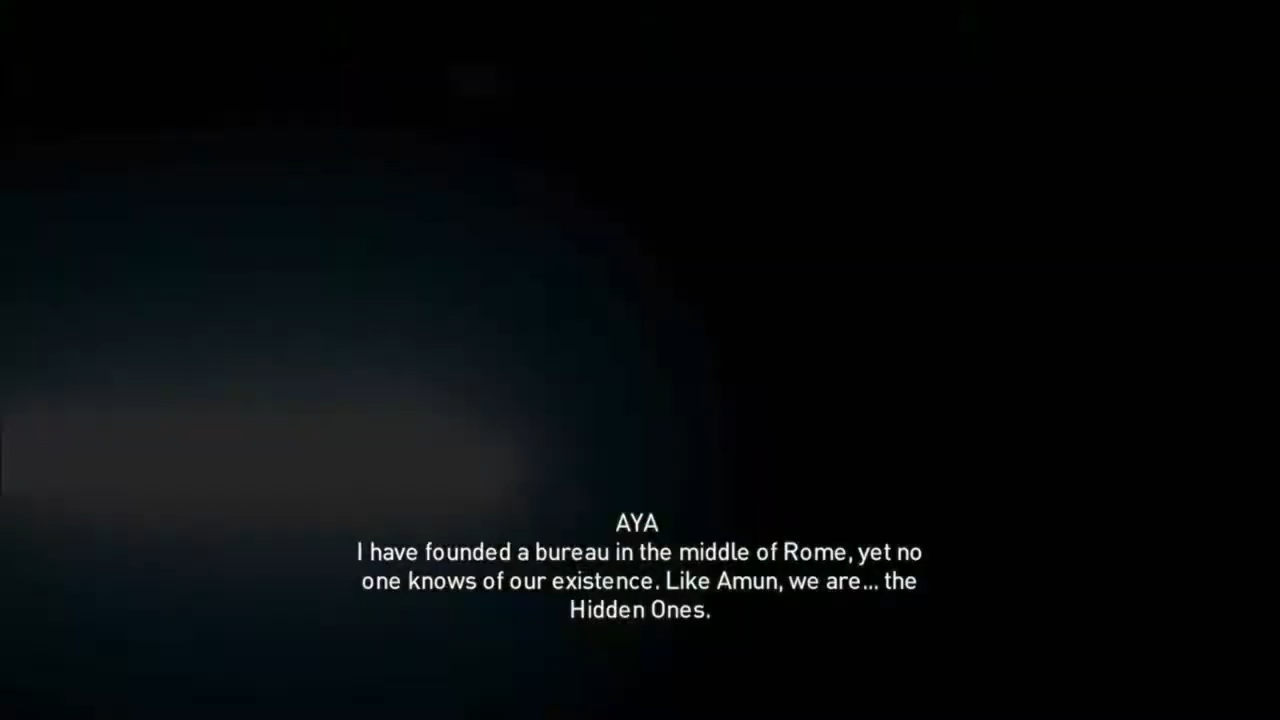 AYA
I have founded a bureau in the middle of Rome, yet no
one knows of our existence. Like Amun, we are... the
Hidden Ones.